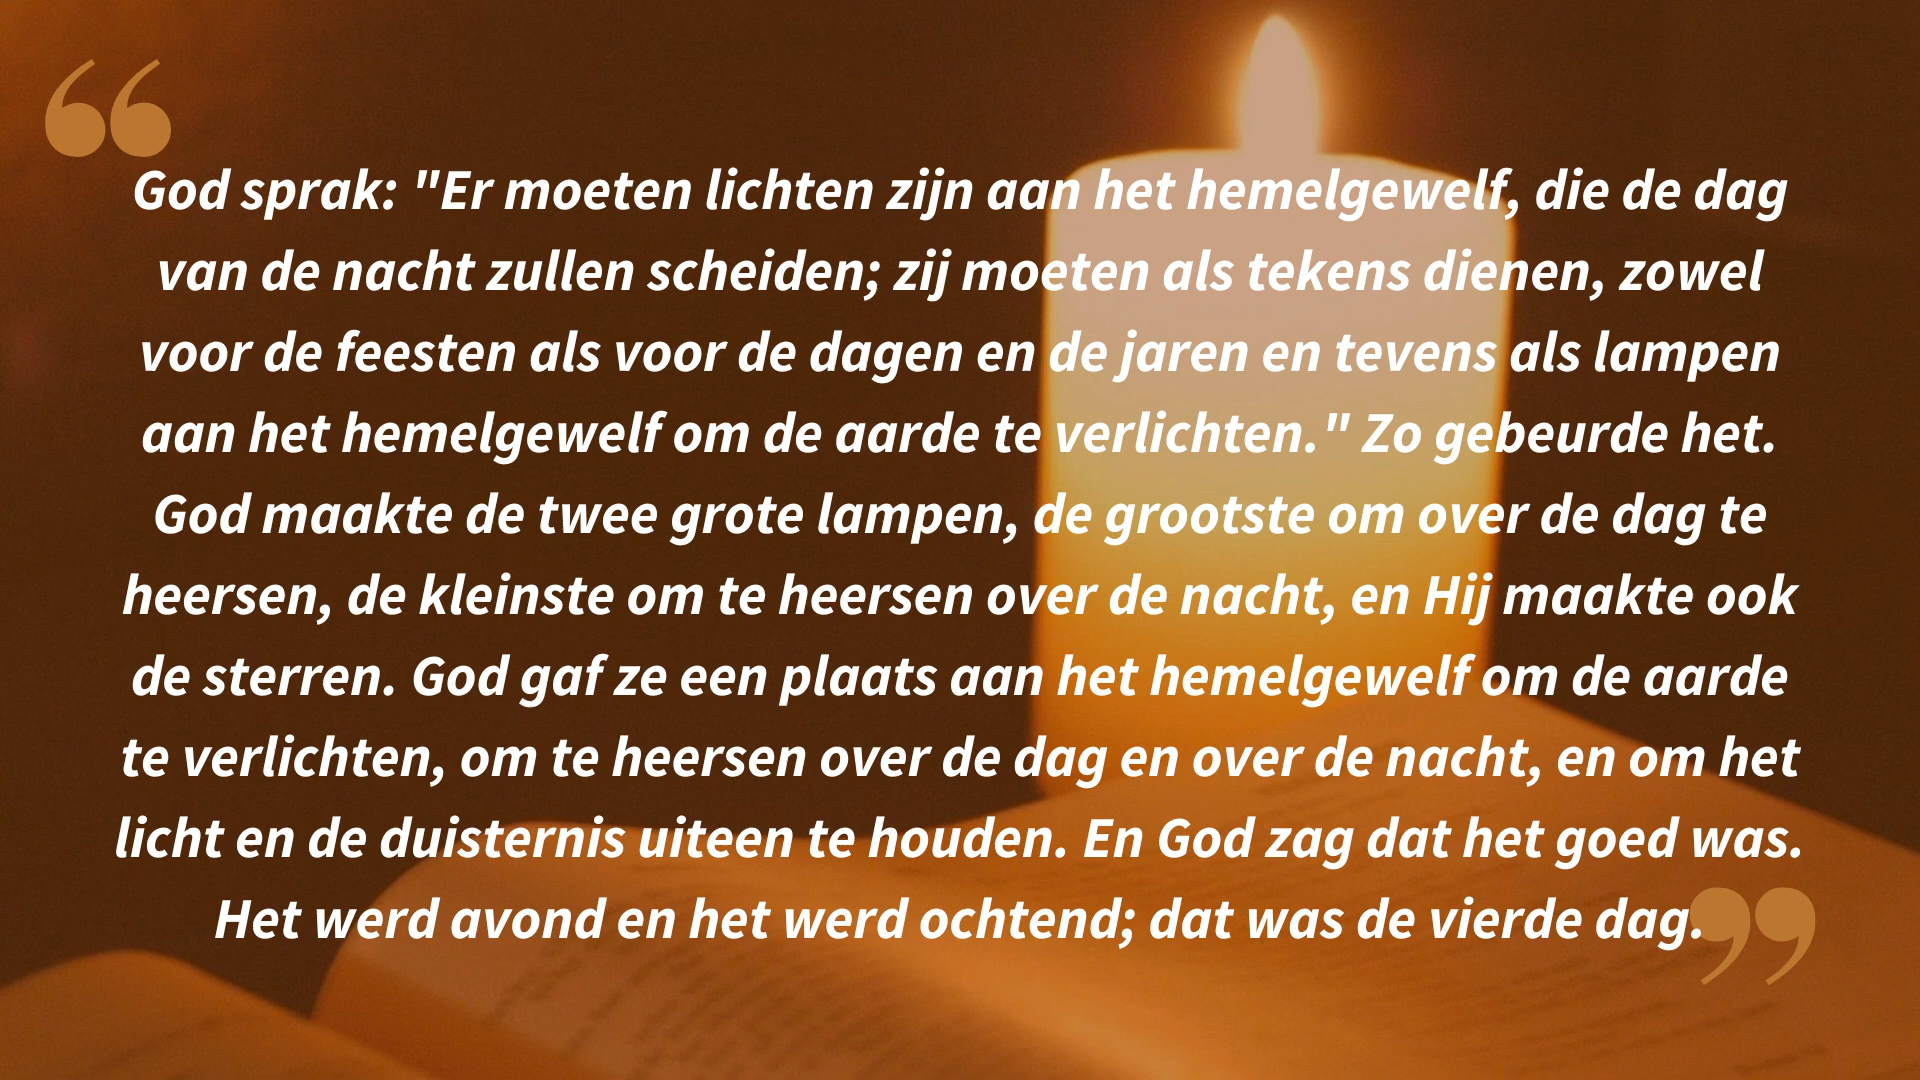 God sprak: "Er moeten lichten zijn aan het hemelgewelf, die de dag
van de nacht zullen scheiden; zij moeten als tekens dienen, zowel
voor de feesten als voor de dagen en de jaren en tevens als lampen
aan het hemelgewelf om de aarde te verlichten." Zo gebeurde het.
God maakte de twee grote lampen, de grootste om over de dag te
heersen, de kleinste om te heersen over de nacht, en Hij maakte ook
de sterren. God gaf ze een plaats aan het hemelgewelf om de aarde
te verlichten, om te heersen over de dag en over de nacht, en om het
licht en de duisternis uiteen te houden. En God zag dat het goed was.
Het werd avond en het werd ochtend; dat was de vierde dag.